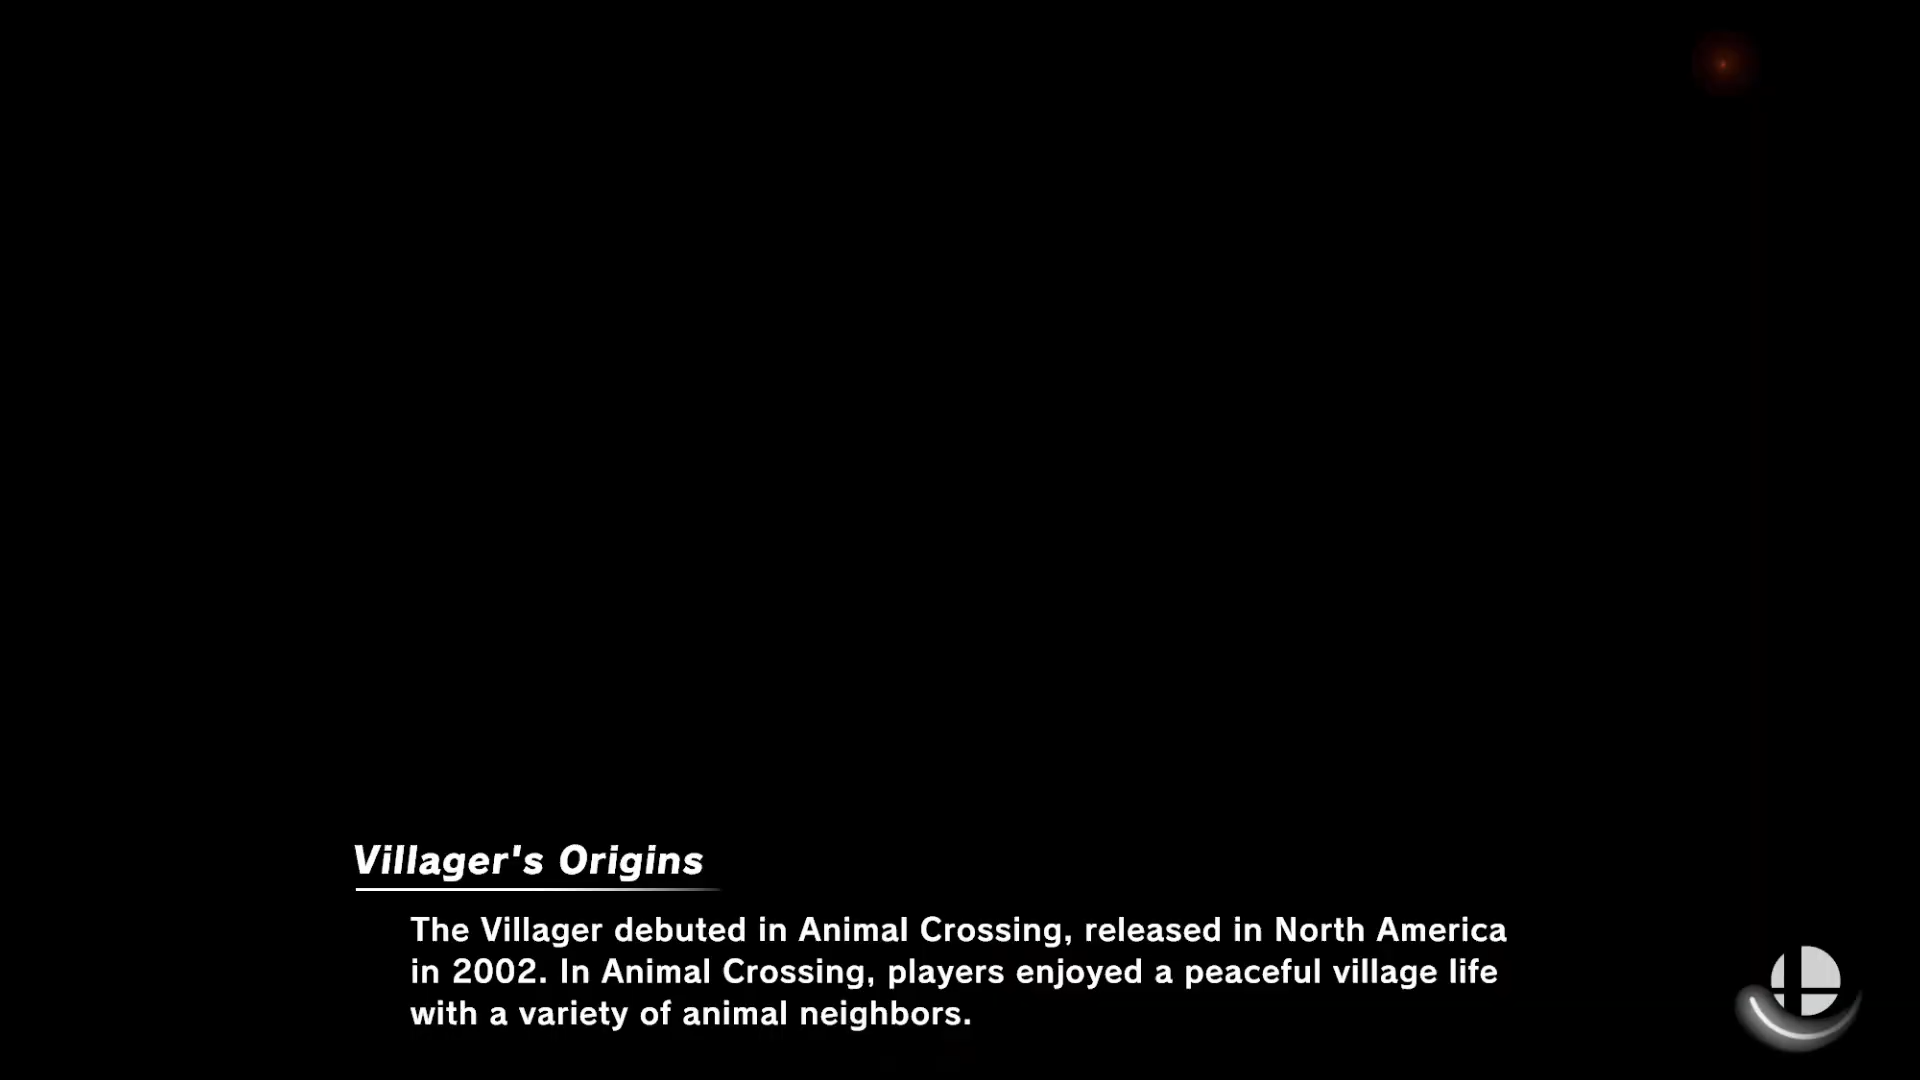 Villager's Origins
The Villager debuted in Animal Crossing, released in North America
in 2002. In Animal Crossing, players enjoyed a peaceful village life
with a variety of animal neighbors.